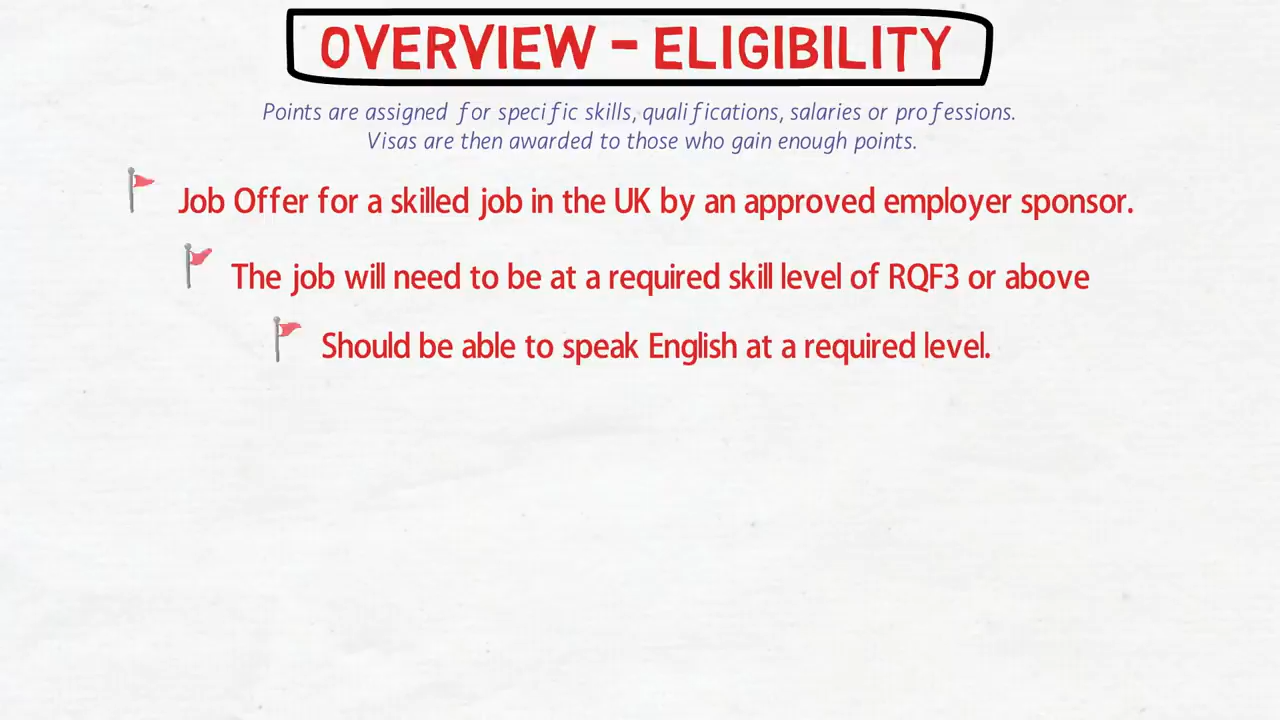 OVERVIEW - ELIGIBILITY
Points are assigned for specific skills, qualifications, salaries or professions.
Visas are then awarded to those who gain enough points.
Job Offer for a skilled job in the UK by an approved employer sponsor.
The job will need to be at a required skill level of RQF3 or above
Should be able to speak English at a required level.